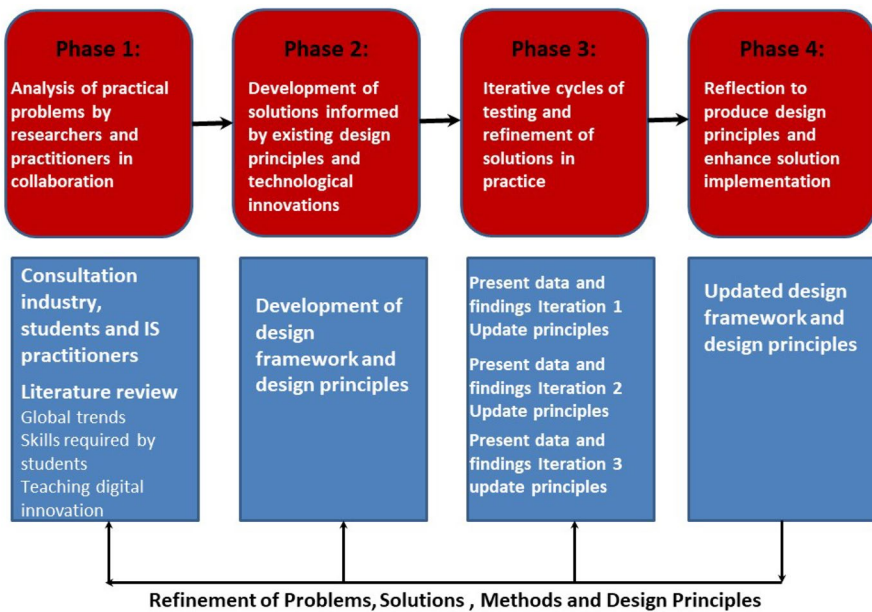 Phase 1:
Analysis of practical
problems by
researchers and
practitioners in
collaboration
Phase 2:
Development of
solutions informed
by existing design
principles and
technological
innovations
Phase 3:
Iterative cycles of
testing and
refinement of
solutions in
practice
Phase 4:
Reflection to
produce design
principles and
enhance solution
implementation
Consultation
industry,
students and IS
practitioners
Literature review
Global trends
Skills required by
students
Teaching digital
innovation
Development of
design
framework and
design principles
Present data and
findings Iteration 1
Update principles
Present data and
findings Iteration 2
Update principles
Present data and
findings Iteration 3
update principles
Updated design
framework and
design principles
Refinement of Problems, Solutions , Methods and Design Principles